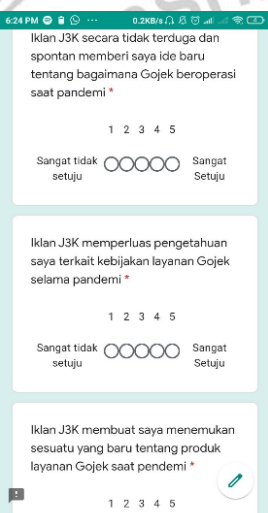 6:24 PM ... 0.2KB/s
Iklan J3K secara tidak terduga dan
spontan memberi saya ide baru
tentang bagaimana Gojek beroperasi
saat pandemi *
1 2 3 4 5
Sangat tidak Sangat
setuju Setuju
Iklan J3K memperluas pengetahuan
saya terkait kebijakan layanan Gojek
selama pandemi *
1 2 3 4 5
Sangat tidak Sangat
setuju Setuju
Iklan J3K membuat saya menemukan
sesuatu yang baru tentang produk
layanan Gojek saat pendemi *
1 2 3 4 5